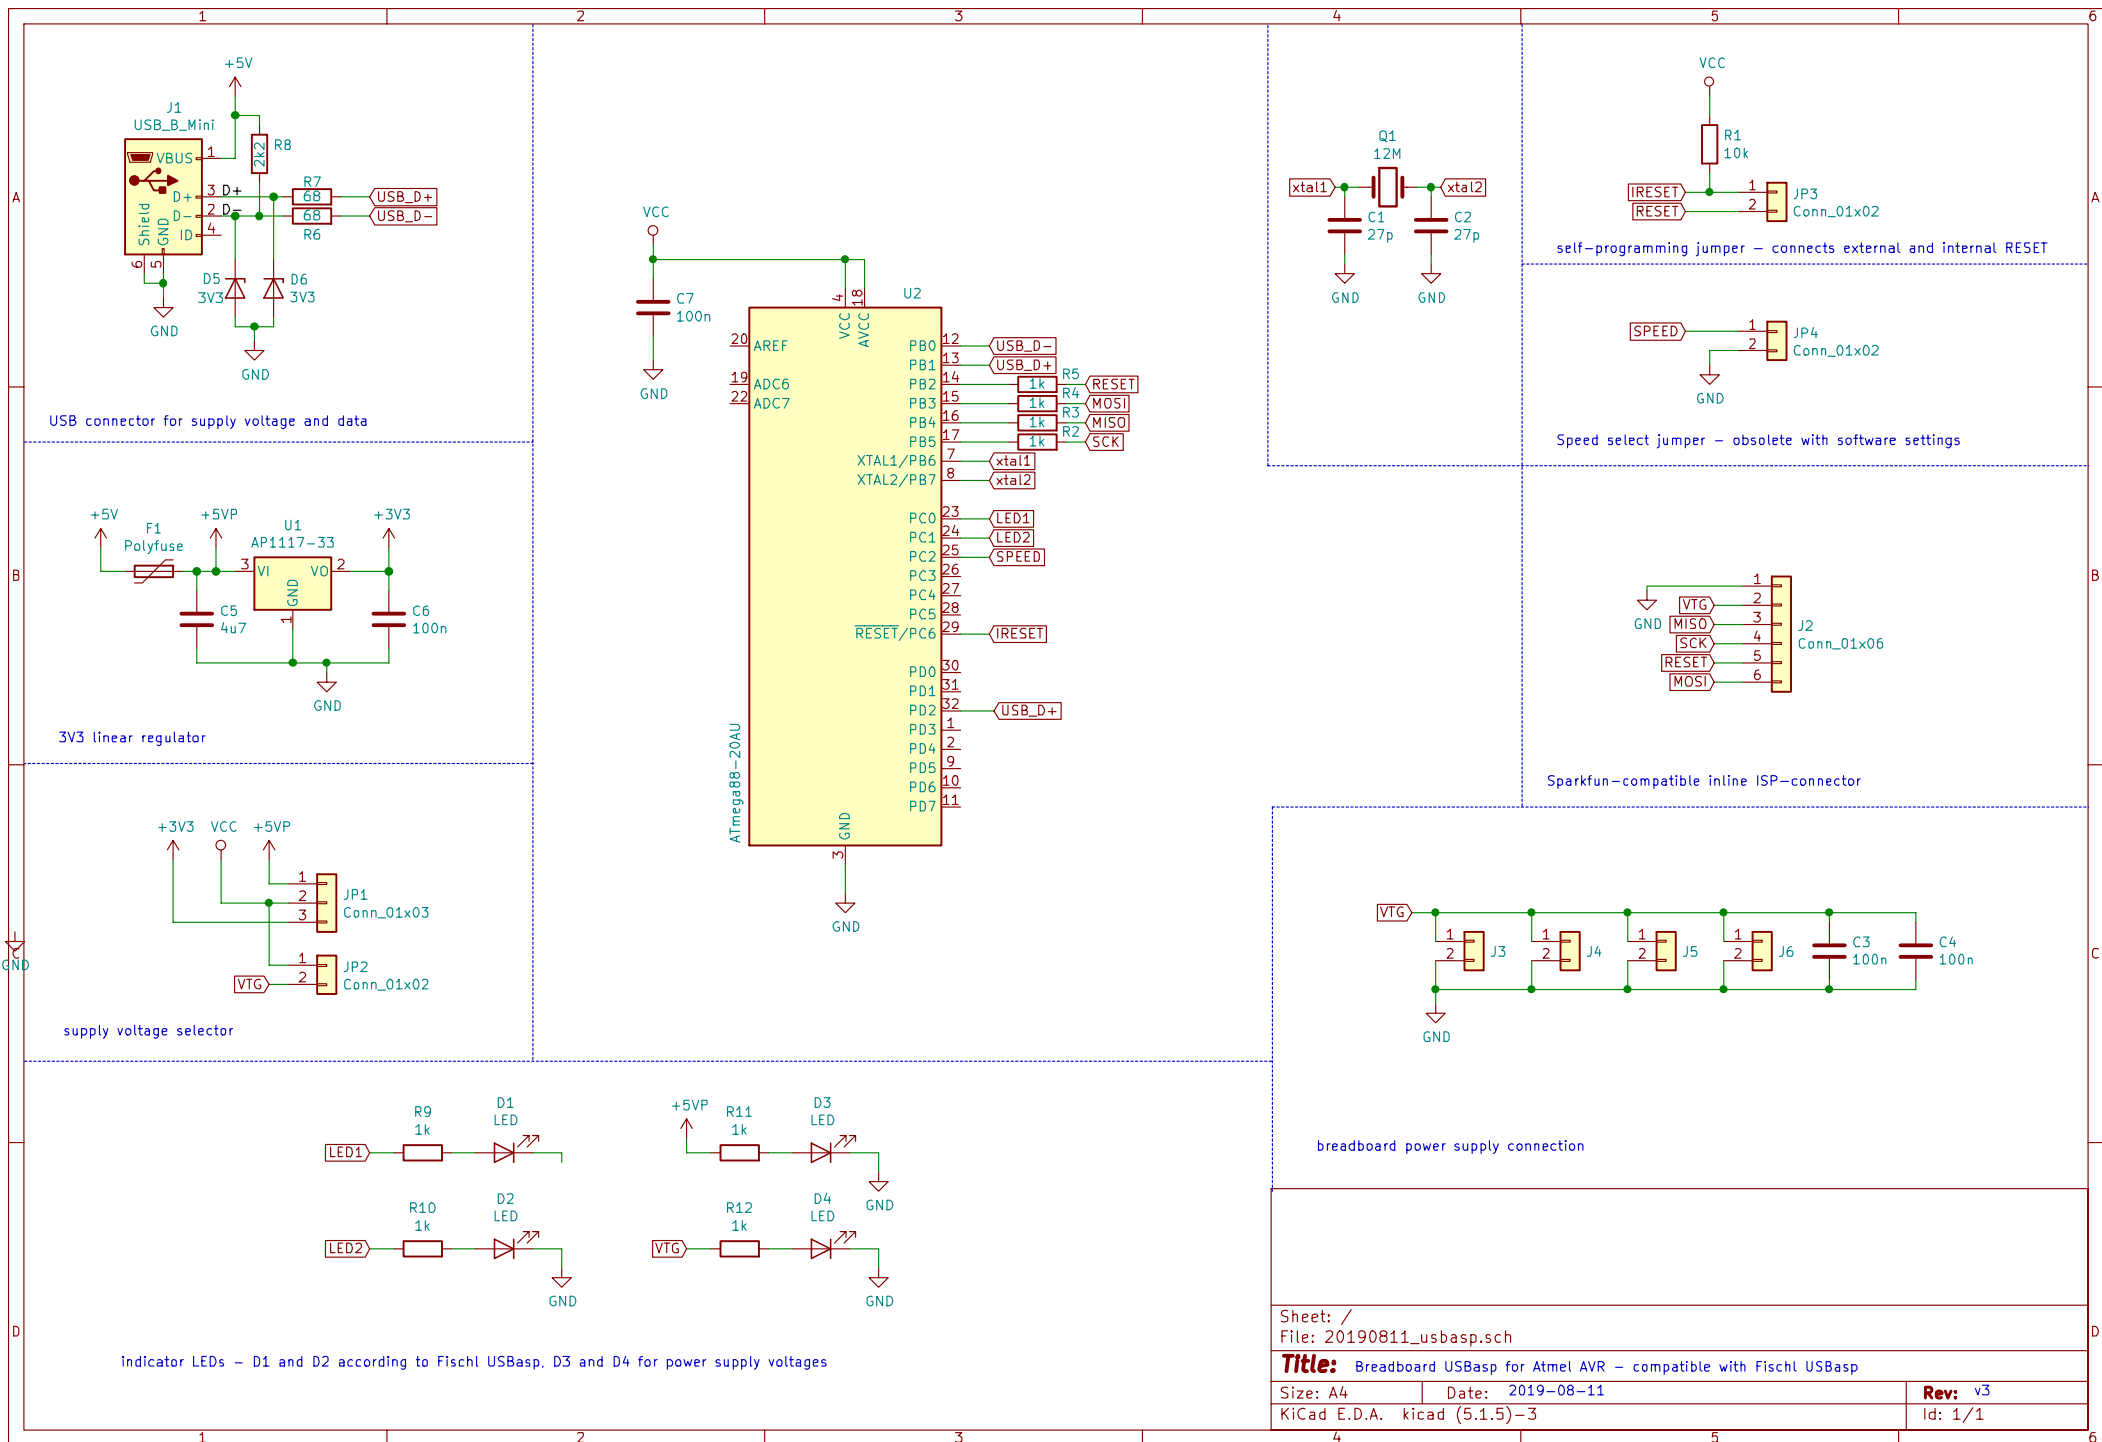 1 2 3 4 5 6
A
B
C
D
+5V
J1
USB_B_Mini
VBUS 1
R8
2k2
D+ 3 D+
D- 2 D-
ID 4
Shield
GND
6 5
R7
68
USB_D+
68
USB_D-
R6
D5
3V3
D6
3V3
GND
GND
USB connector for supply voltage and data
+5V
F1
Polyfuse
+5VP
U1
AP1117-33
+3V3
3 VI VO 2
GND
1
C5
4u7
C6
100n
GND
3V3 linear regulator
+3V3 VCC +5VP
1
2
3
JP1
Conn_01x03
1
2
JP2
Conn_01x02
VTG
GND
supply voltage selector
VCC
C7
100n
GND
U2
4 18
VCC
AVCC
20 AREF
19 ADC6
22 ADC7
PB0 12 USB_D-
PB1 13 USB_D+
PB2 14 1k R5 RESET
PB3 15 1k R4 MOSI
PB4 16 1k R3 MISO
PB5 17 1k R2 SCK
XTAL1/PB6 7 xtal1
XTAL2/PB7 8 xtal2
PC0 23 LED1
PC1 24 LED2
PC2 25 SPEED
PC3 26
PC4 27
PC5 28
RESET/PC6 29 IRESET
PD0 30
PD1 31
PD2 32 USB_D+
PD3 1
PD4 2
PD5 9
PD6 10
PD7 11
ATmega88-20AU
GND
3
GND
Q1
12M
xtal1 xtal2
C1
27p
C2
27p
GND GND
VCC
R1
10k
IRESET 1
RESET 2
JP3
Conn_01x02
self-programming jumper - connects external and internal RESET
SPEED 1
2
JP4
Conn_01x02
GND
Speed select jumper - obsolete with software settings
1
VTG 2
GND MISO 3
SCK 4
RESET 5
MOSI 6
J2
Conn_01x06
Sparkfun-compatible inline ISP-connector
VTG
1
2 J3
1
2 J4
1
2 J5
1
2 J6
C3
100n
C4
100n
GND
breadboard power supply connection
R9
1k
D1
LED
LED1
+5VP
R11
1k
D3
LED
GND
R10
1k
D2
LED
LED2
GND
R12
1k
D4
LED
VTG
GND
indicator LEDs - D1 and D2 according to Fischl USBasp, D3 and D4 for power supply voltages
Sheet: /
File: 20190811_usbasp.sch
Title: Breadboard USBasp for Atmel AVR - compatible with Fischl USBasp
Size: A4 Date: 2019-08-11 Rev: v3
KiCad E.D.A. kicad (5.1.5)-3 Id: 1/1
A
B
C
D
1 2 3 4 5 6